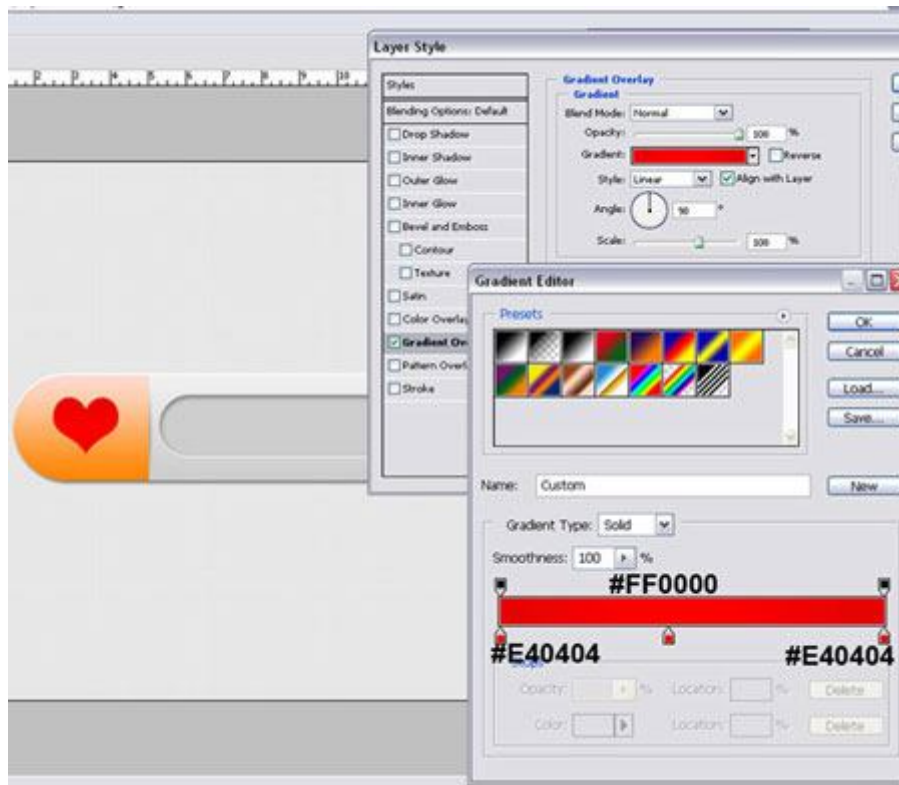 Layer Style
Styles
Blending Options: Default
Drop Shadow
Inner Shadow
Outer Glow
Inner Glow
Bevel and Emboss
Contour
Texture
Satin
Color Overlay
Gradient Ov
Pattern Overl
Stroke
Gradient Overlay
Gradient
Blend Mode: Normal
Opacity: 100 %
Gradient: Reverse
Style: Linear Align with Layer
Angle: 90 °
Scale: 100 %
Gradient Editor
Presets
OK
Cancel
Load...
Save...
Name: Custom
New
Gradient Type: Solid
Smoothness: 100 %
#FF0000
#E40404 #E40404
Stops
Opacity: % Location: % Delete
Color: Location: % Delete